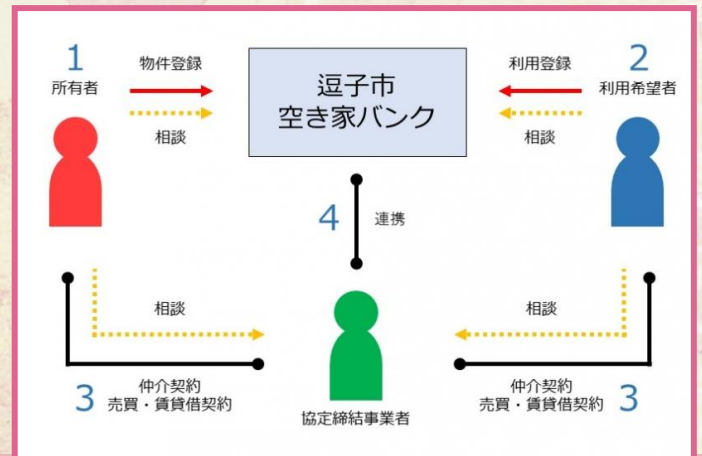 1
所有者
物件登録
相談
逗子市
空き家バンク
利用登録
相談
2
利用希望者
4
連携
相談
相談
3
仲介契約
売買・賃貸借契約
協定締結事業者
仲介契約
売買・賃貸借契約
3